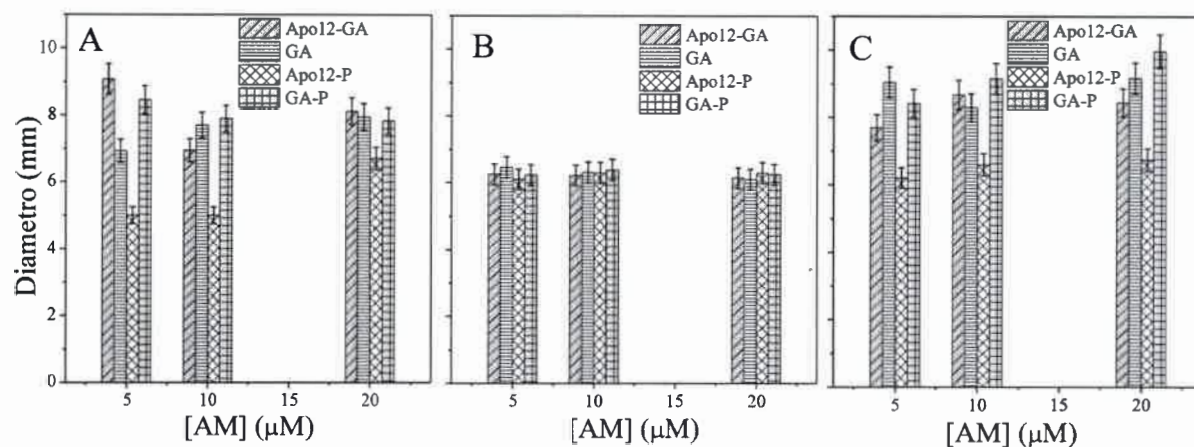 A
Apo12-GA
GA
Apo12-P
GA-P
B
Apo12-GA
GA
Apo12-P
GA-P
C
Apo12-GA
GA
Apo12-P
GA-P
Diametro (mm)
10
8
6
4
2
0
5 10 15 20
5 10 15 20
5 10 15 20
[AM] (μM)
[AM] (μM)
[AM] (μM)